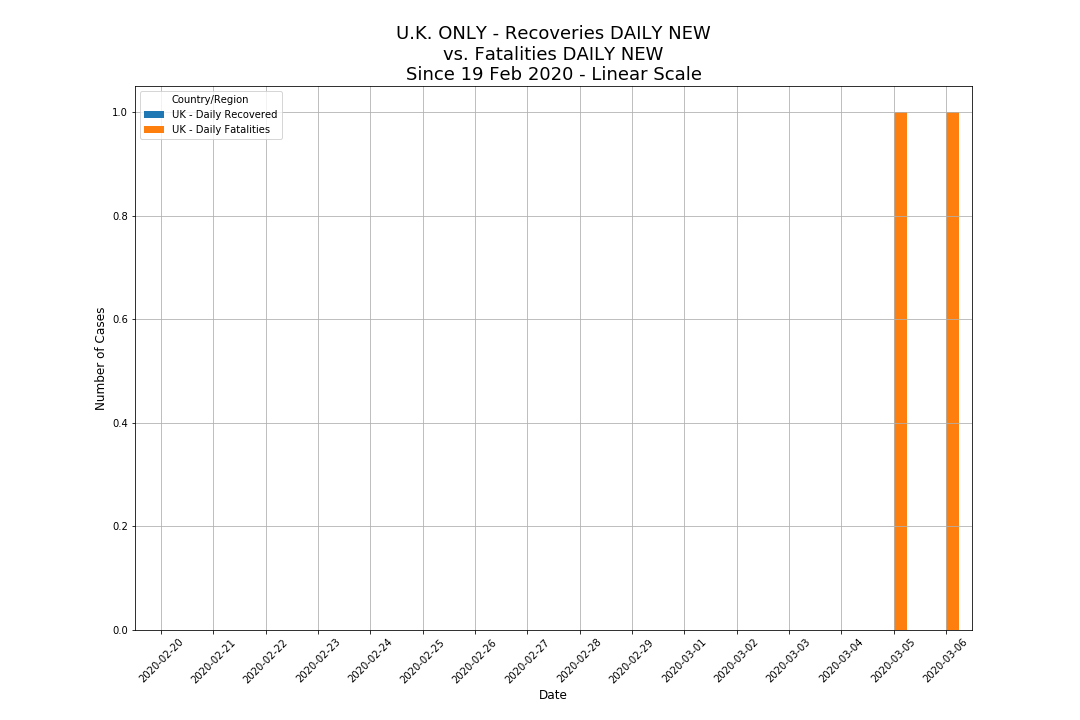 U.K. ONLY - Recoveries DAILY NEW
vs. Fatalities DAILY NEW
Since 19 Feb 2020 - Linear Scale
Country/Region
UK - Daily Recovered
UK - Daily Fatalities
1.0
0.8
0.6
0.4
0.2
0.0
Number of Cases
2020-02-20
2020-02-21
2020-02-22
2020-02-23
2020-02-24
2020-02-25
2020-02-26
2020-02-27
2020-02-28
2020-02-29
2020-03-01
2020-03-02
2020-03-03
2020-03-04
2020-03-05
2020-03-06
Date